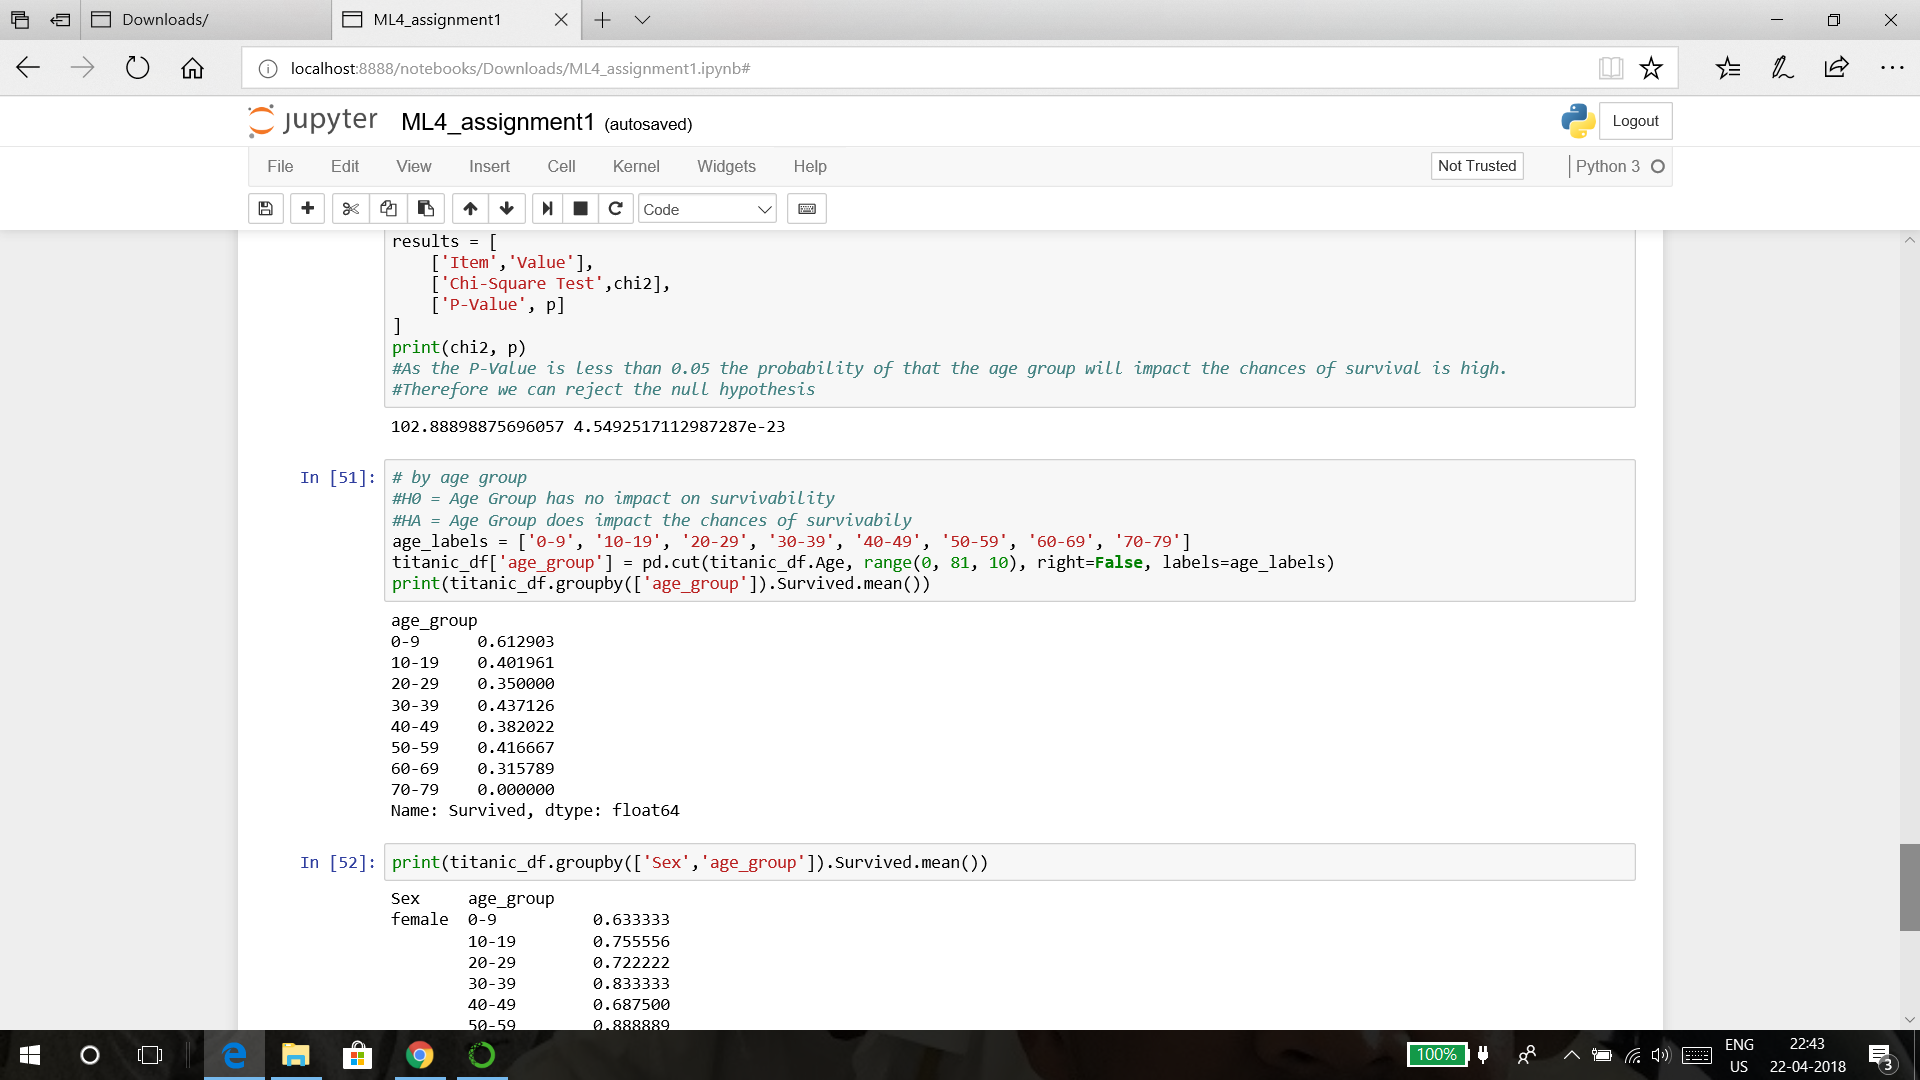 Downloads/
ML4_assignment1
localhost:8888/notebooks/Downloads/ML4_assignment1.ipynb#
jupyter ML4_assignment1 (autosaved)
Logout
File Edit View Insert Cell Kernel Widgets Help
Not Trusted
Python 3
Code
results = [
    ['Item','Value'],
    ['Chi-Square Test',chi2],
    ['P-Value', p]
]
print(chi2, p)
#As the P-Value is less than 0.05 the probability of that the age group will impact the chances of survival is high.
#Therefore we can reject the null hypothesis
102.88898875696057 4.5492517112987287e-23
In [51]:
# by age group
#H0 = Age Group has no impact on survivability
#HA = Age Group does impact the chances of survivabily
age_labels = ['0-9', '10-19', '20-29', '30-39', '40-49', '50-59', '60-69', '70-79']
titanic_df['age_group'] = pd.cut(titanic_df.Age, range(0, 81, 10), right=False, labels=age_labels)
print(titanic_df.groupby(['age_group']).Survived.mean())
age_group
0-9      0.612903
10-19    0.401961
20-29    0.350000
30-39    0.437126
40-49    0.382022
50-59    0.416667
60-69    0.315789
70-79    0.000000
Name: Survived, dtype: float64
In [52]:
print(titanic_df.groupby(['Sex','age_group']).Survived.mean())
Sex     age_group
female  0-9          0.633333
        10-19        0.755556
        20-29        0.722222
        30-39        0.833333
        40-49        0.687500
        50-59        0.888889
100%
ENG
US
22:43
22-04-2018
3